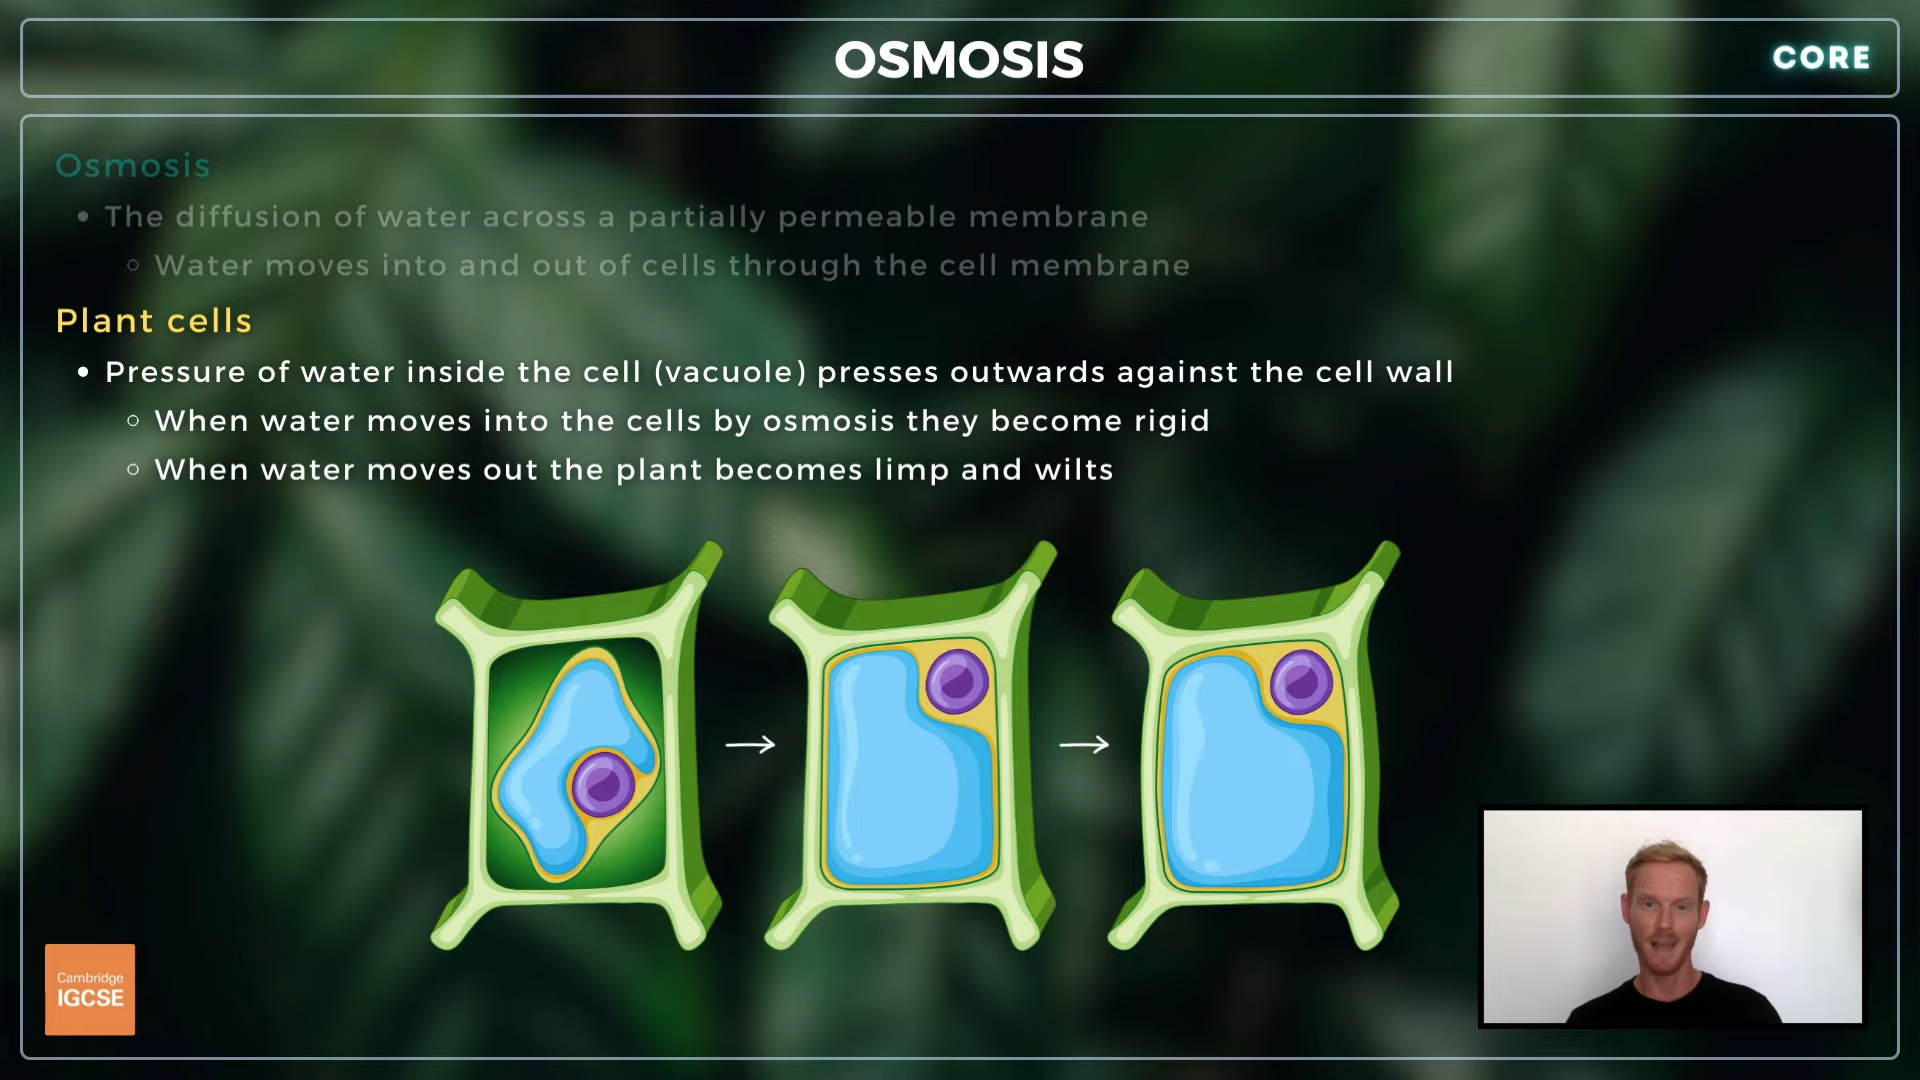 OSMOSIS
CORE
Osmosis
• The diffusion of water across a partially permeable membrane
○ Water moves into and out of cells through the cell membrane
Plant cells
• Pressure of water inside the cell (vacuole) presses outwards against the cell wall
○ When water moves into the cells by osmosis they become rigid
○ When water moves out the plant becomes limp and wilts
Cambridge
IGCSE